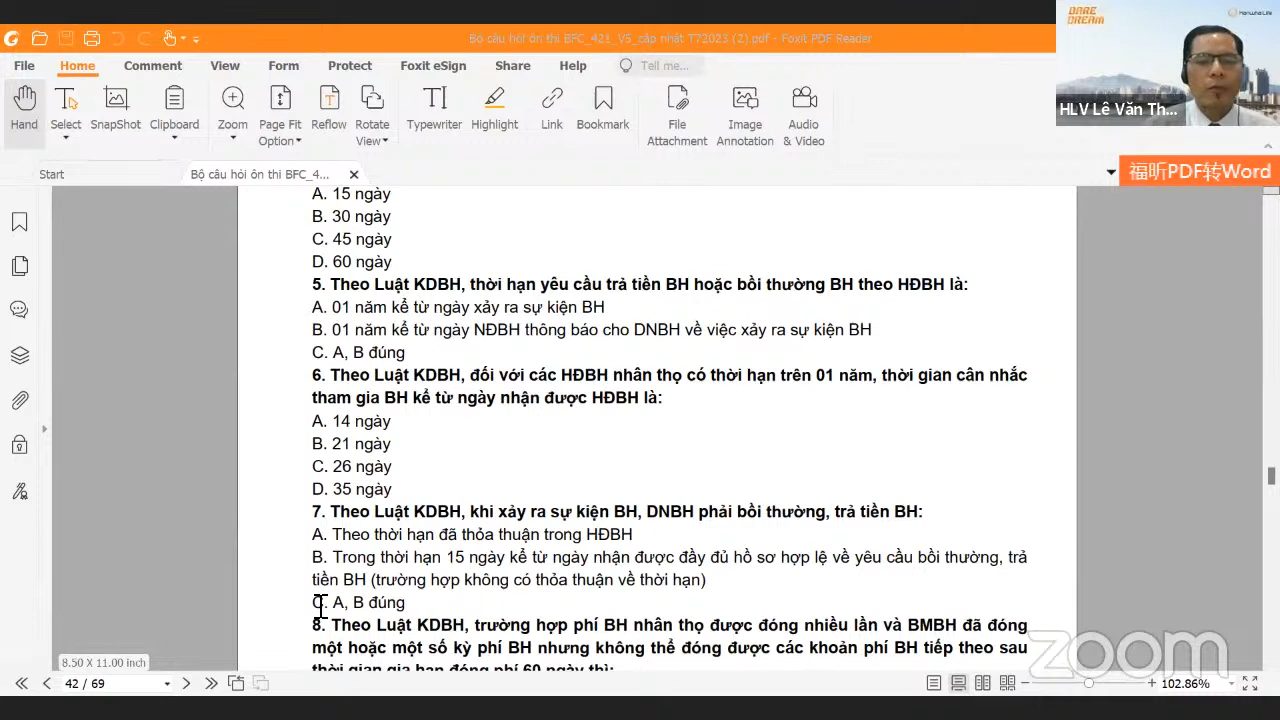 DARE DREAM
Hanwha Life
Bộ câu hỏi ôn thi BFC_421_V5_cập nhật T72023 (2).pdf - Foxit PDF Reader
File Home Comment View Form Protect Foxit eSign Share Help Tell me...
Hand Select SnapShot Clipboard Zoom Page Fit Option Reflow Rotate View Typewriter Highlight Link Bookmark File Attachment Image Annotation Audio & Video
HLV Lê Văn Th...
Start
Bộ câu hỏi ôn thi BFC_4...
福昕PDF转Word
A. 15 ngày
B. 30 ngày
C. 45 ngày
D. 60 ngày
5. Theo Luật KDBH, thời hạn yêu cầu trả tiền BH hoặc bồi thường BH theo HĐBH là:
A. 01 năm kể từ ngày xảy ra sự kiện BH
B. 01 năm kể từ ngày NĐBH thông báo cho DNBH về việc xảy ra sự kiện BH
C. A, B đúng
6. Theo Luật KDBH, đối với các HĐBH nhân thọ có thời hạn trên 01 năm, thời gian cân nhắc
tham gia BH kể từ ngày nhận được HĐBH là:
A. 14 ngày
B. 21 ngày
C. 26 ngày
D. 35 ngày
7. Theo Luật KDBH, khi xảy ra sự kiện BH, DNBH phải bồi thường, trả tiền BH:
A. Theo thời hạn đã thỏa thuận trong HĐBH
B. Trong thời hạn 15 ngày kể từ ngày nhận được đầy đủ hồ sơ hợp lệ về yêu cầu bồi thường, trả
tiền BH (trường hợp không có thỏa thuận về thời hạn)
C. A, B đúng
8. Theo Luật KDBH, trường hợp phí BH nhân thọ được đóng nhiều lần và BMBH đã đóng
một hoặc một số kỳ phí BH nhưng không thể đóng được các khoản phí BH tiếp theo sau
thời gian gia hạn đóng phí 60 ngày thì:
8.50 X 11.00 inch
42 / 69
102.86%
zoom